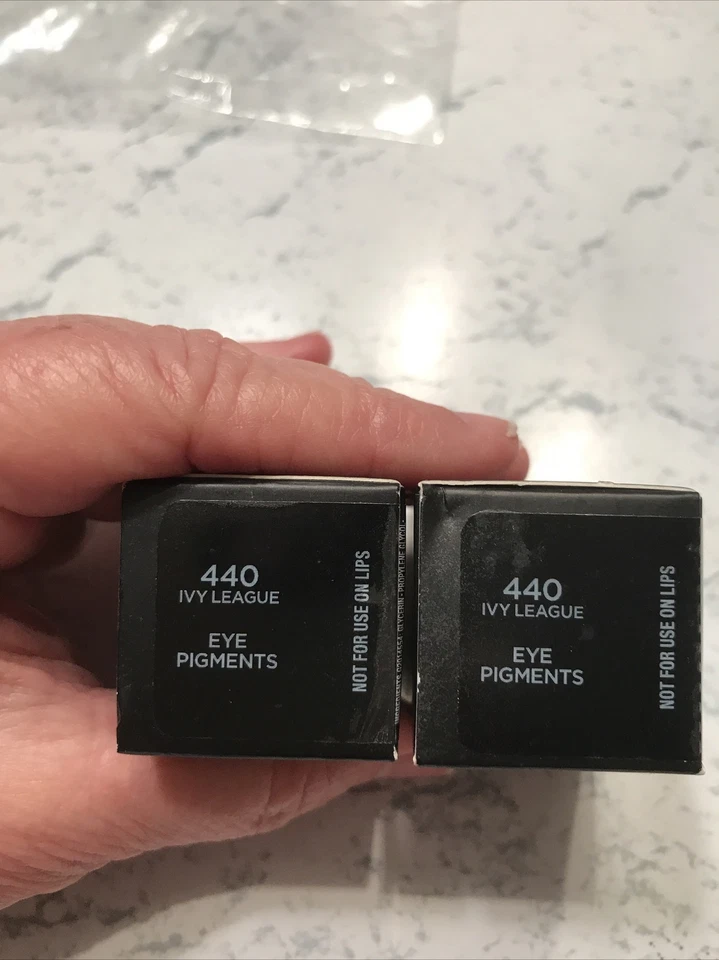 440
IVY LEAGUE
EYE
PIGMENTS
NOT FOR USE ON LIPS
440
IVY LEAGUE
EYE
PIGMENTS
NOT FOR USE ON LIPS